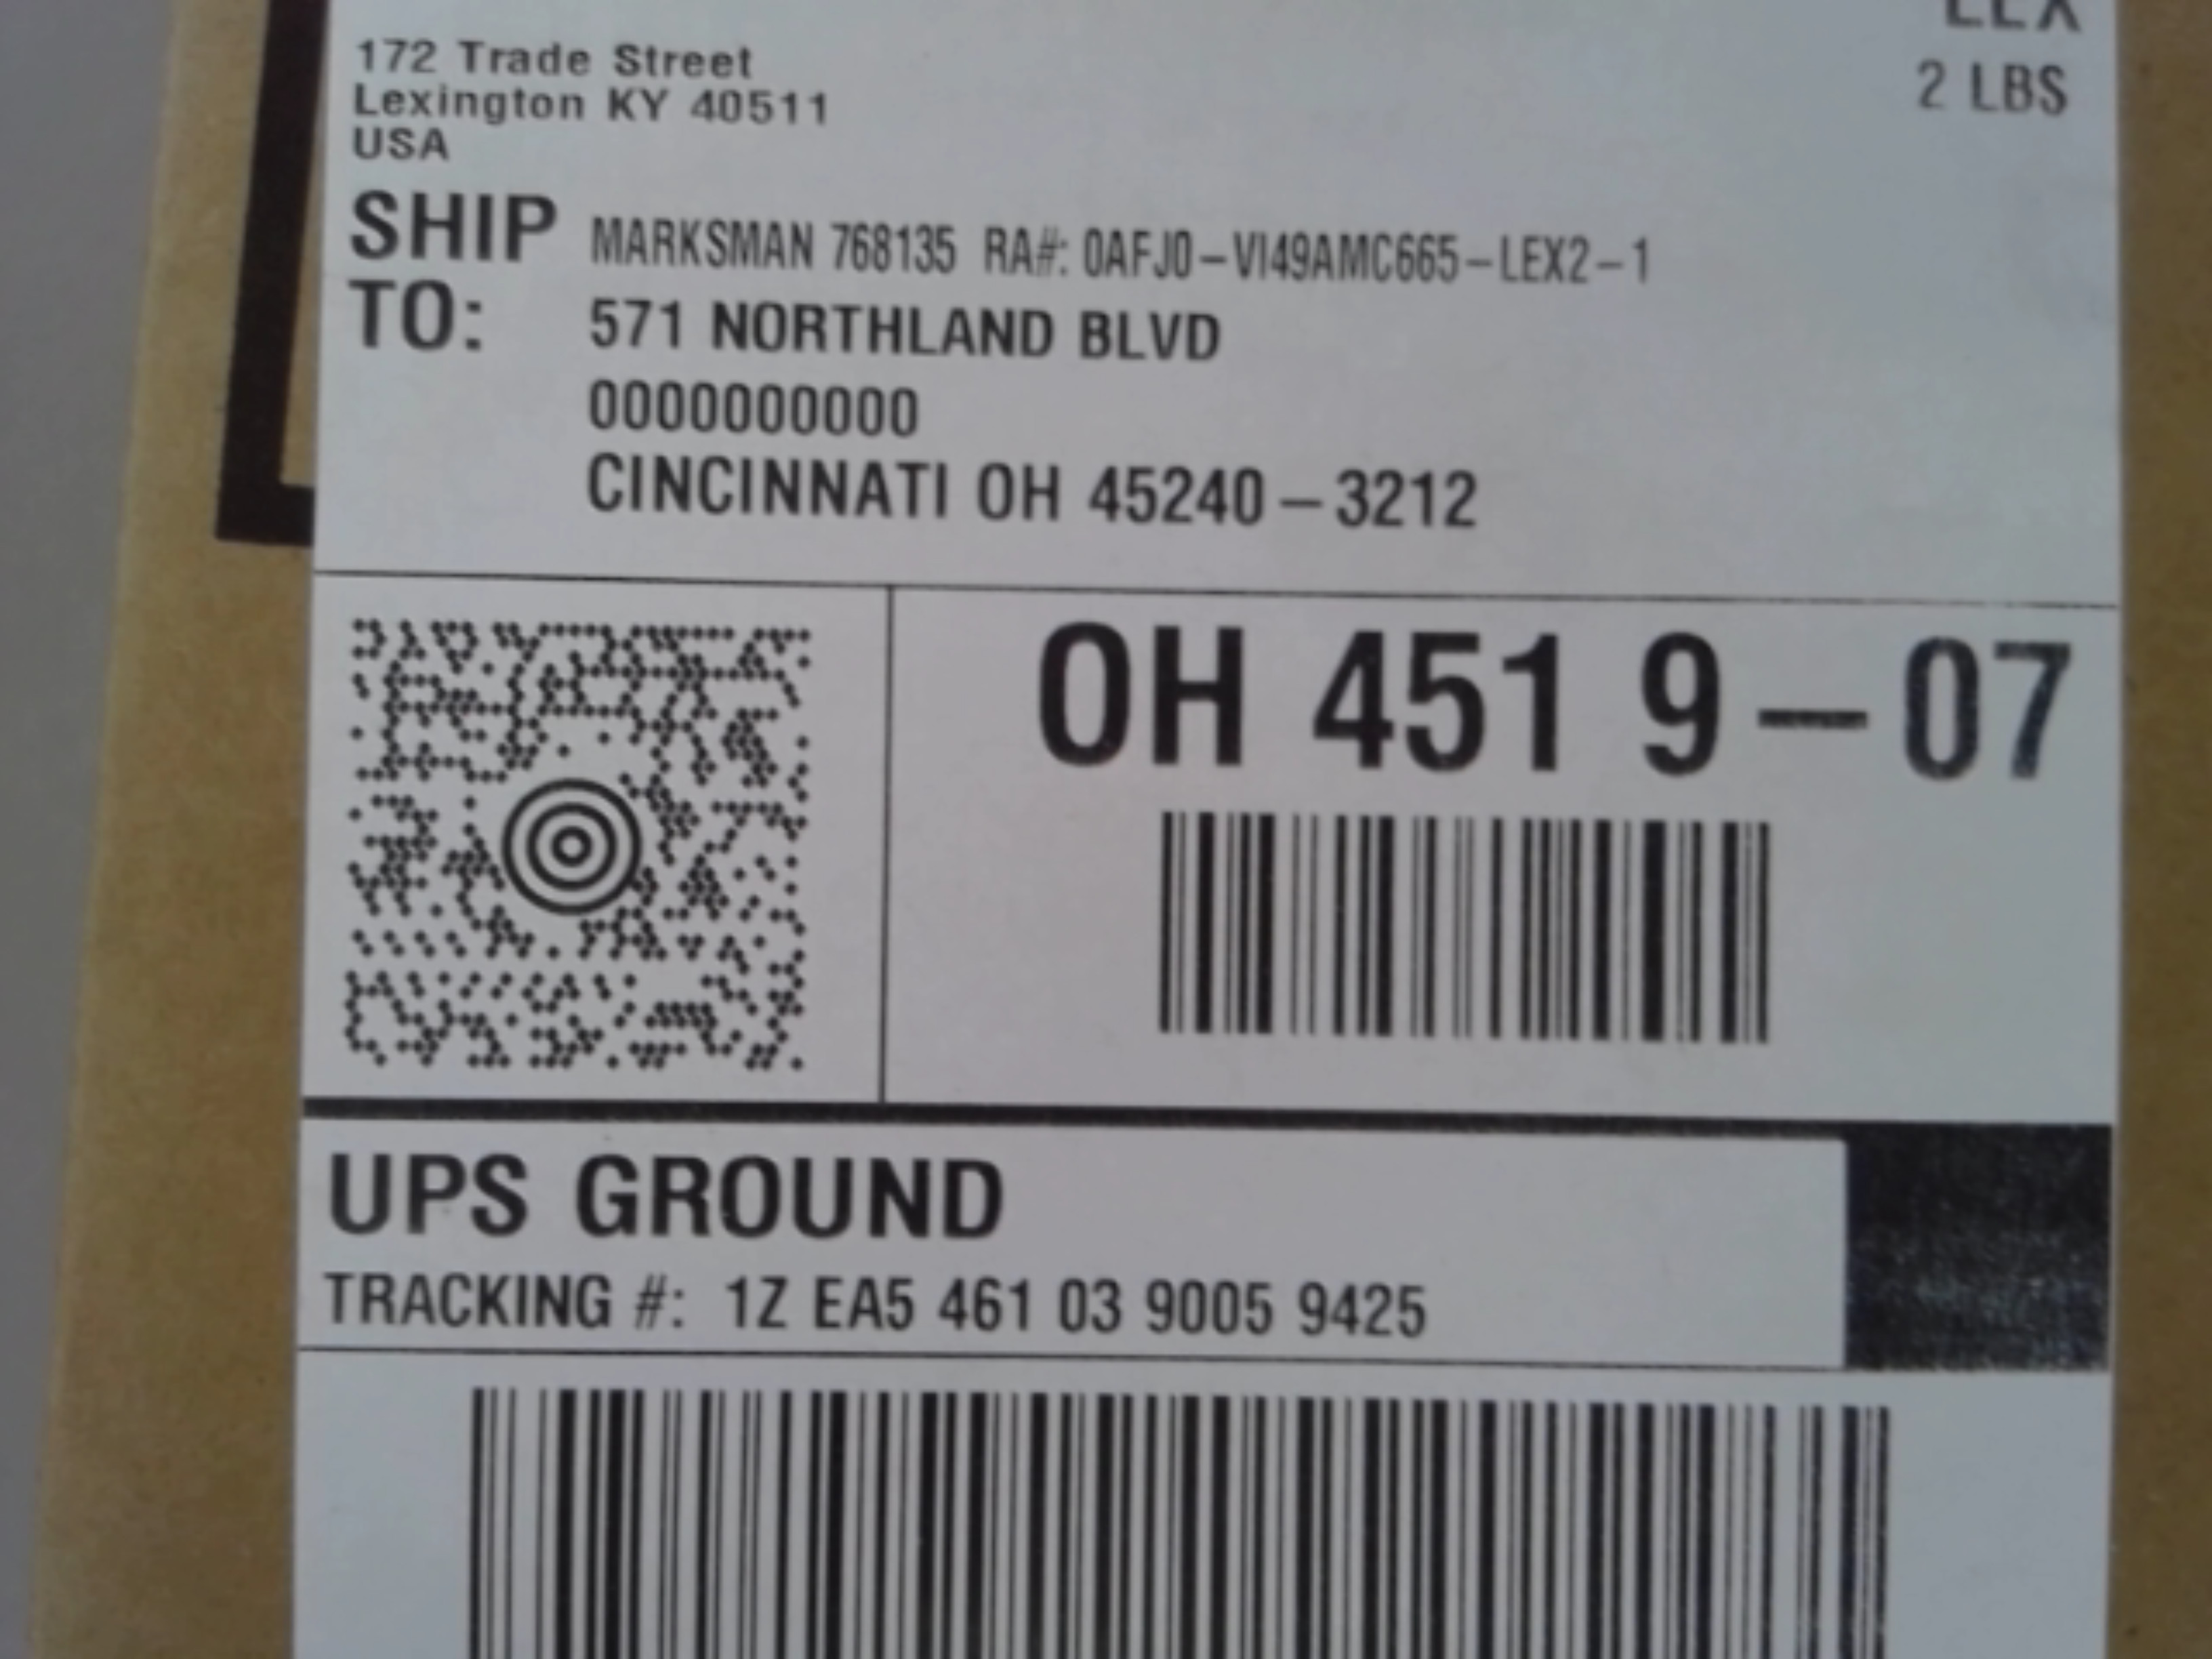 LEX
172 Trade Street
2 LBS
Lexington KY 40511
USA
SHIP TO:
MARKSMAN 768135 RA#: 0AFJ0-VI49AMC665-LEX2-1
571 NORTHLAND BLVD
0000000000
CINCINNATI OH 45240-3212
OH 451 9-07
UPS GROUND
TRACKING #: 1Z EA5 461 03 9005 9425